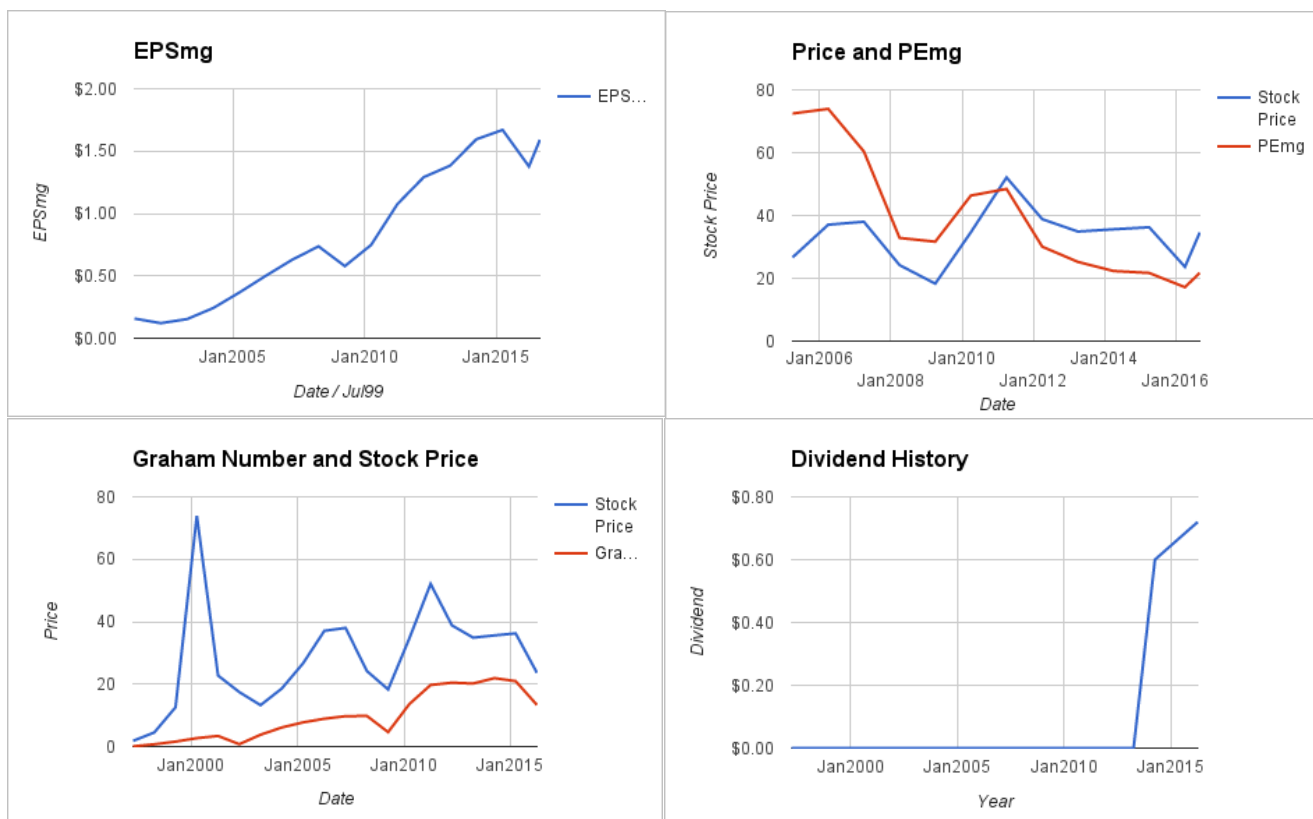 EPSmg
$2.00
$1.50
$1.00
$0.50
$0.00
EPSmg
EPS...
Jan2005 Jan2010 Jan2015
Date / Jul99
Price and PEmg
80
60
40
20
0
Stock Price
Stock
Price
PEmg
Jan2006 Jan2010 Jan2014
Jan2008 Jan2012 Jan2016
Date
Graham Number and Stock Price
80
60
40
20
0
Price
Stock
Price
Gra...
Jan2000 Jan2005 Jan2010 Jan2015
Date
Dividend History
$0.80
$0.60
$0.40
$0.20
$0.00
Dividend
Jan2000 Jan2005 Jan2010 Jan2015
Year